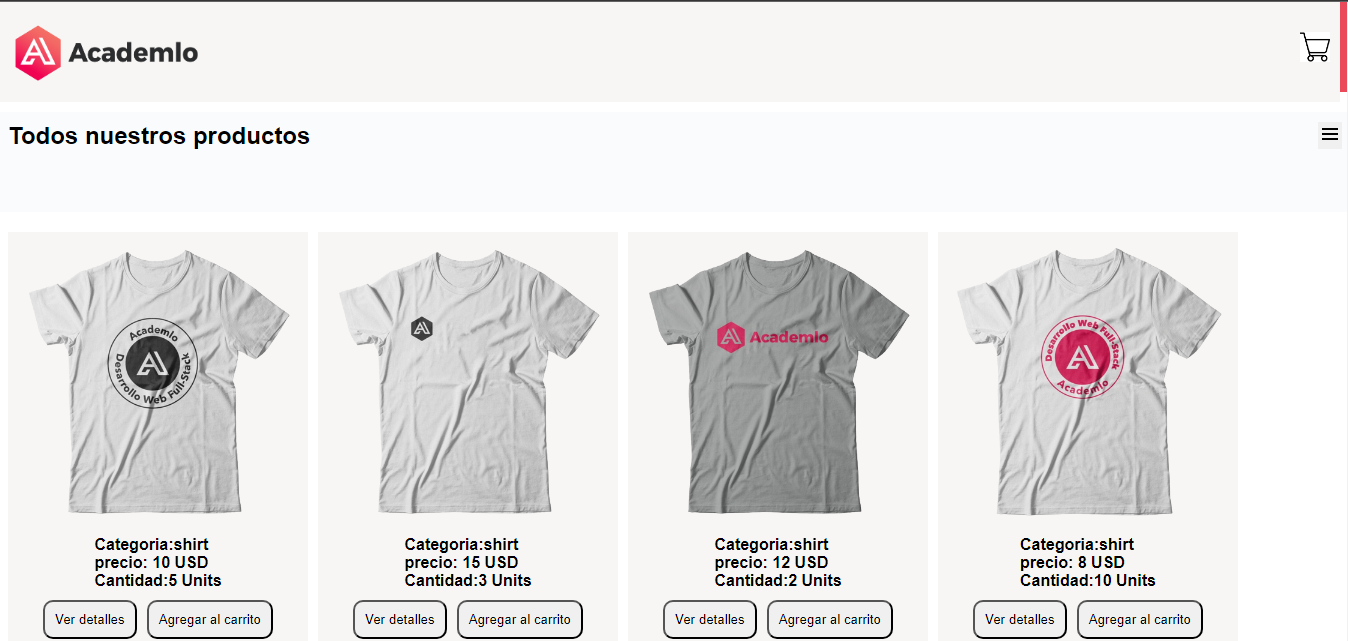 Academlo
Todos nuestros productos
Academlo
Desarrollo Web Full-Stack
Academlo
Desarrollo Web Full-Stack
Academlo
Categoria:shirt
precio: 10 USD
Cantidad:5 Units
Ver detalles
Agregar al carrito
Categoria:shirt
precio: 15 USD
Cantidad:3 Units
Ver detalles
Agregar al carrito
Categoria:shirt
precio: 12 USD
Cantidad:2 Units
Ver detalles
Agregar al carrito
Categoria:shirt
precio: 8 USD
Cantidad:10 Units
Ver detalles
Agregar al carrito